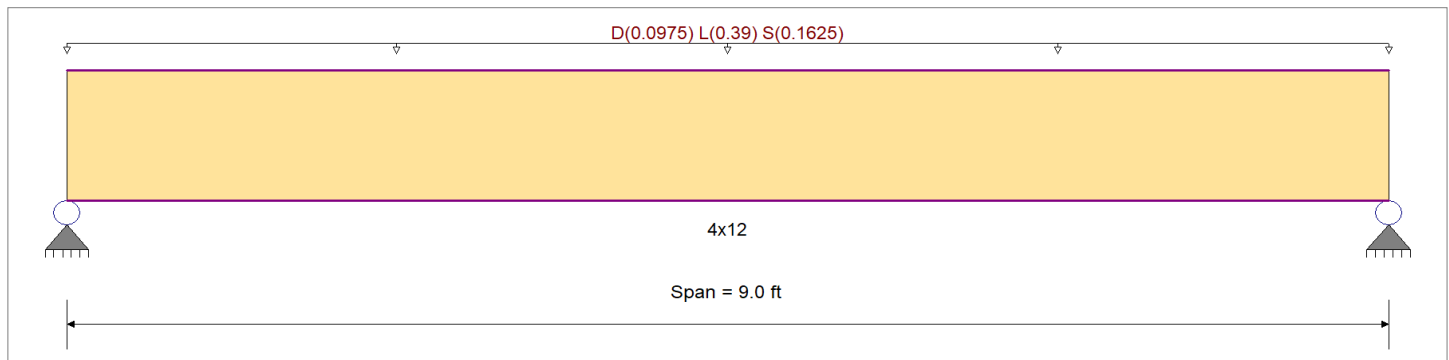 D(0.0975) L(0.39) S(0.1625)
4x12
Span = 9.0 ft